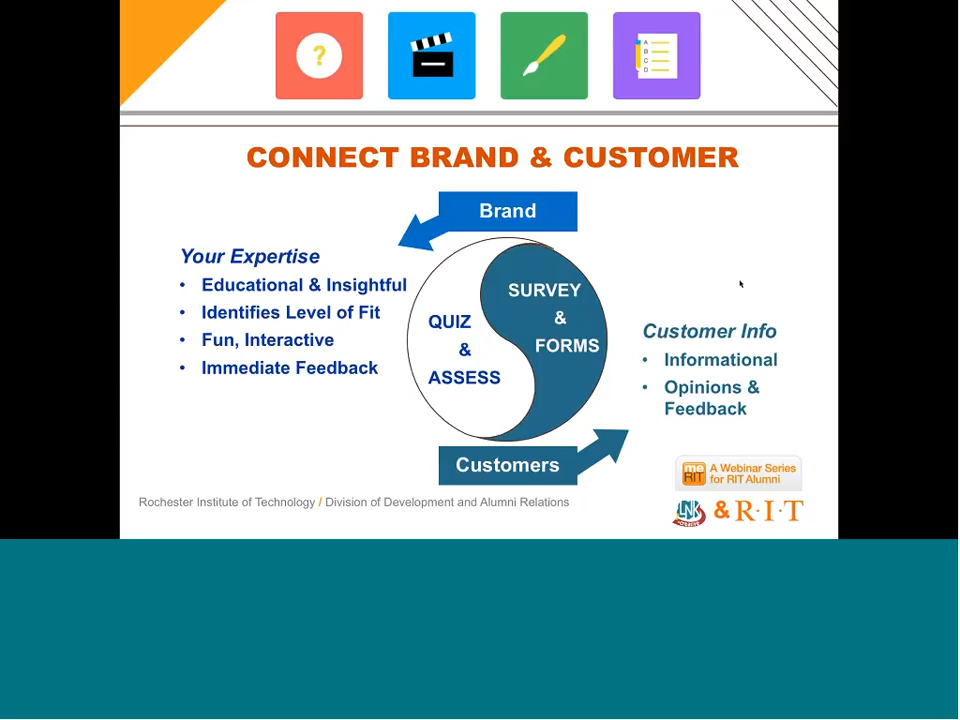 ?
A
B
C
D
CONNECT BRAND & CUSTOMER
Brand
Your Expertise
• Educational & Insightful
• Identifies Level of Fit
• Fun, Interactive
• Immediate Feedback
QUIZ
&
ASSESS
SURVEY
&
FORMS
Customer Info
• Informational
• Opinions &
Feedback
Customers
me
RIT
A Webinar Series
for RIT Alumni
Rochester Institute of Technology / Division of Development and Alumni Relations
LNK
& R·I·T